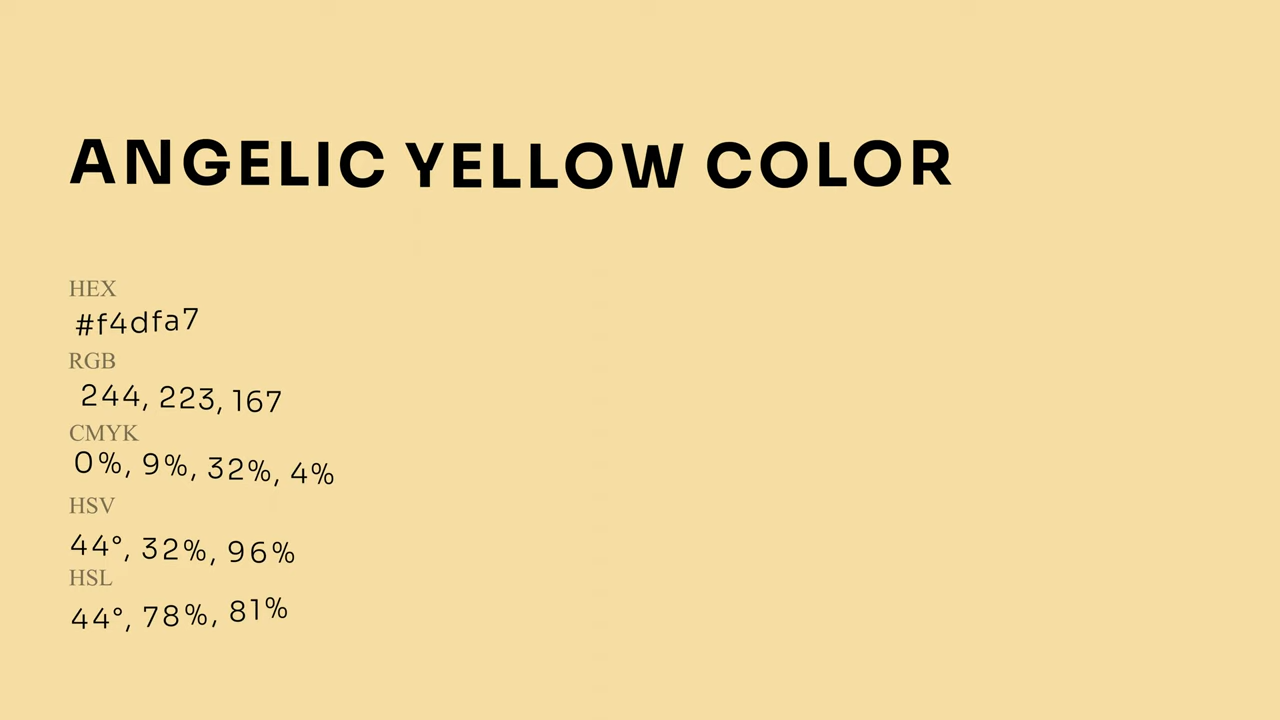 ANGELIC YELLOW COLOR
HEX
#f4dfa7
RGB
244, 223, 167
CMYK
0%, 9%, 32%, 4%
HSV
44°, 32%, 96%
HSL
44°, 78%, 81%